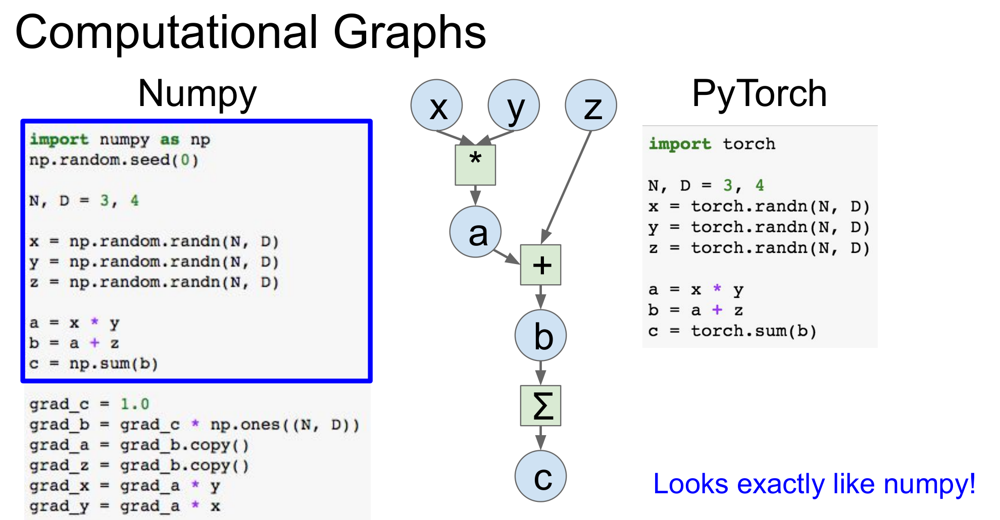 Computational Graphs
Numpy
import numpy as np
np.random.seed(0)
N, D = 3, 4
x = np.random.randn(N, D)
y = np.random.randn(N, D)
z = np.random.randn(N, D)
a = x * y
b = a + z
c = np.sum(b)
grad_c = 1.0
grad_b = grad_c * np.ones((N, D))
grad_a = grad_b.copy()
grad_z = grad_b.copy()
grad_x = grad_a * y
grad_y = grad_a * x
x y z
*
a
+
b
Σ
c
PyTorch
import torch
N, D = 3, 4
x = torch.randn(N, D)
y = torch.randn(N, D)
z = torch.randn(N, D)
a = x * y
b = a + z
c = torch.sum(b)
Looks exactly like numpy!